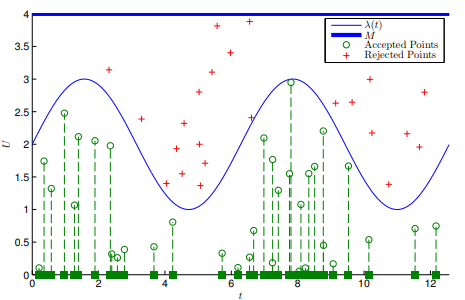 4
3.5
3
2.5
2
1.5
1
0.5
0
U
λ(t)
M
Accepted Points
Rejected Points
0 2 4 6 8 10 12
t